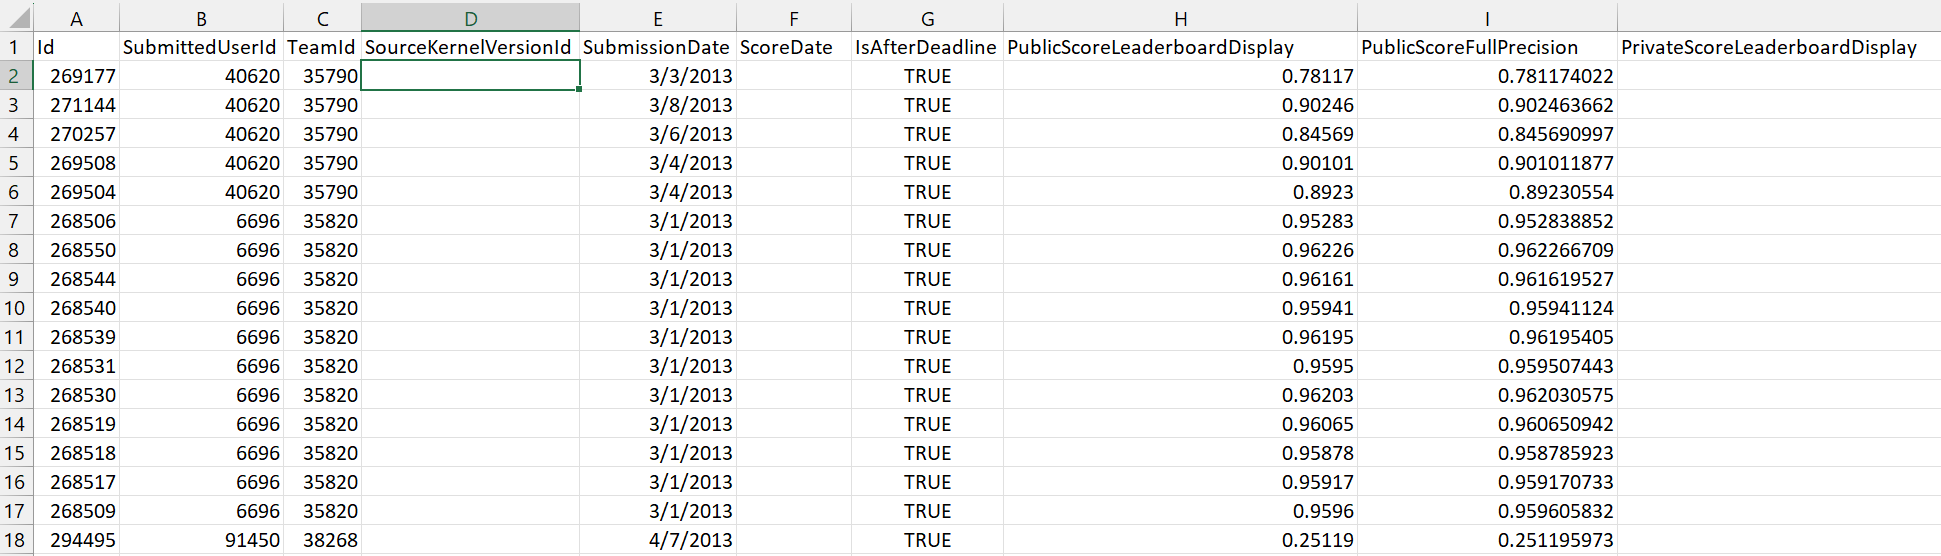 A B C D E F G H I
1 Id SubmittedUserId TeamId SourceKernelVersionId SubmissionDate ScoreDate IsAfterDeadline PublicScoreLeaderboardDisplay PublicScoreFullPrecision PrivateScoreLeaderboardDisplay
2 269177 40620 35790 3/3/2013 TRUE 0.78117 0.781174022
3 271144 40620 35790 3/8/2013 TRUE 0.90246 0.902463662
4 270257 40620 35790 3/6/2013 TRUE 0.84569 0.845690997
5 269508 40620 35790 3/4/2013 TRUE 0.90101 0.901011877
6 269504 40620 35790 3/4/2013 TRUE 0.8923 0.89230554
7 268506 6696 35820 3/1/2013 TRUE 0.95283 0.952838852
8 268550 6696 35820 3/1/2013 TRUE 0.96226 0.962266709
9 268544 6696 35820 3/1/2013 TRUE 0.96161 0.961619527
10 268540 6696 35820 3/1/2013 TRUE 0.95941 0.95941124
11 268539 6696 35820 3/1/2013 TRUE 0.96195 0.96195405
12 268531 6696 35820 3/1/2013 TRUE 0.9595 0.959507443
13 268530 6696 35820 3/1/2013 TRUE 0.96203 0.962030575
14 268519 6696 35820 3/1/2013 TRUE 0.96065 0.960650942
15 268518 6696 35820 3/1/2013 TRUE 0.95878 0.958785923
16 268517 6696 35820 3/1/2013 TRUE 0.95917 0.959170733
17 268509 6696 35820 3/1/2013 TRUE 0.9596 0.959605832
18 294495 91450 38268 4/7/2013 TRUE 0.25119 0.251195973